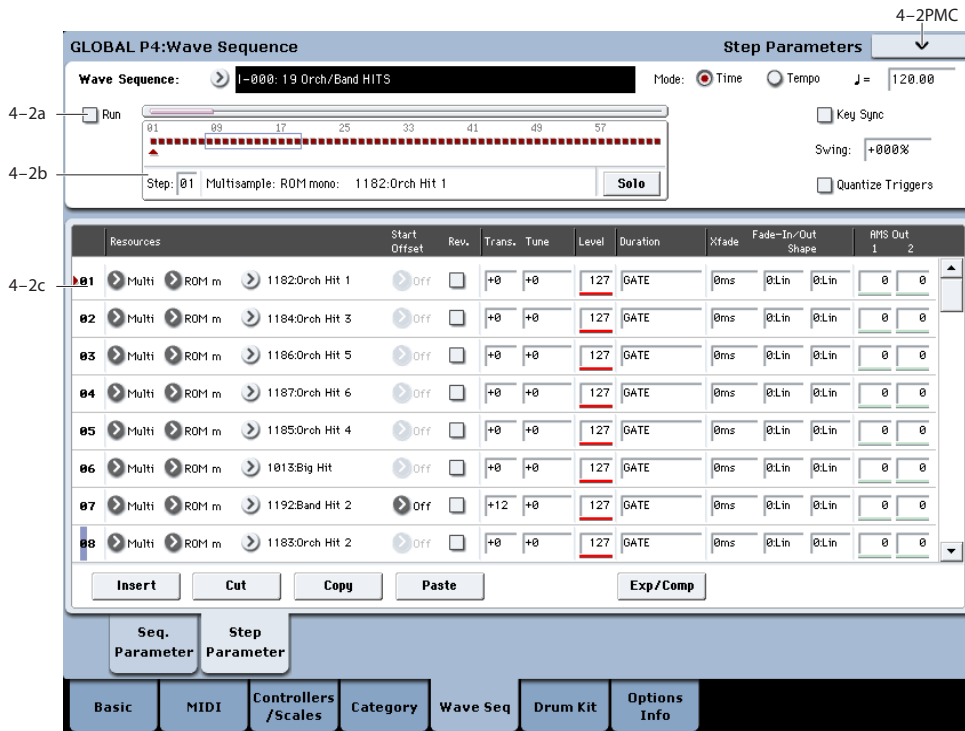 4–2PMC
GLOBAL P4:Wave Sequence Step Parameters
Wave Sequence: I-000: 19 Orch/Band HITS Mode: Time Tempo ♩= 120.00
4–2a Run Key Sync
01 09 17 25 33 41 49 57
Swing: +000%
4–2b Step: 01 Multisample: ROM mono: 1182:Orch Hit 1 Solo Quantize Triggers
Resources Start Offset Rev. Trans. Tune Level Duration Xfade Fade-In/Out Shape AMS Out 1 2
4–2c 01 Multi ROM m 1182:Orch Hit 1 Off +0 +0 127 GATE 0ms 0:Lin 0:Lin 0 0
02 Multi ROM m 1184:Orch Hit 3 Off +0 +0 127 GATE 0ms 0:Lin 0:Lin 0 0
03 Multi ROM m 1186:Orch Hit 5 Off +0 +0 127 GATE 0ms 0:Lin 0:Lin 0 0
04 Multi ROM m 1187:Orch Hit 6 Off +0 +0 127 GATE 0ms 0:Lin 0:Lin 0 0
05 Multi ROM m 1185:Orch Hit 4 Off +0 +0 127 GATE 0ms 0:Lin 0:Lin 0 0
06 Multi ROM m 1013:Big Hit Off +0 +0 127 GATE 0ms 0:Lin 0:Lin 0 0
07 Multi ROM m 1192:Band Hit 2 Off +12 +0 127 GATE 0ms 0:Lin 0:Lin 0 0
08 Multi ROM m 1183:Orch Hit 2 Off +0 +0 127 GATE 0ms 0:Lin 0:Lin 0 0
Insert Cut Copy Paste Exp/Comp
Seq. Parameter Step Parameter
Basic MIDI Controllers /Scales Category Wave Seq Drum Kit Options Info